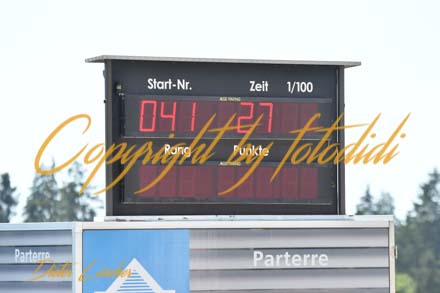 Start-Nr. Zeit 1/100
041 27
Copyright by fotodidi
Rang Punkte
Parterre
Parterre